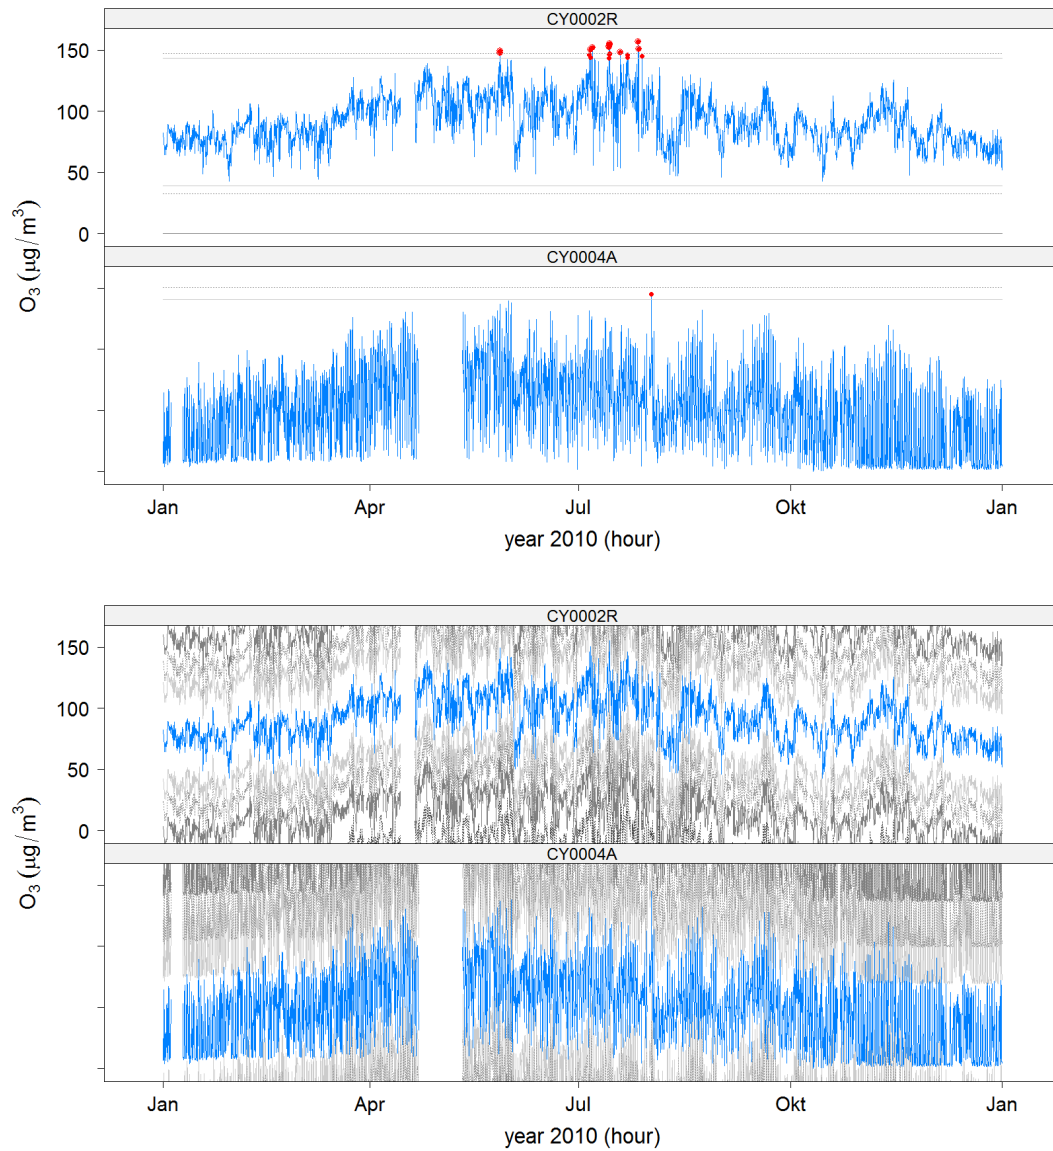 CY0002R
150
100
50
0
O₃ (µg/m³)
CY0004A
Jan Apr Jul Okt Jan
year 2010 (hour)
CY0002R
150
100
50
0
O₃ (µg/m³)
CY0004A
Jan Apr Jul Okt Jan
year 2010 (hour)